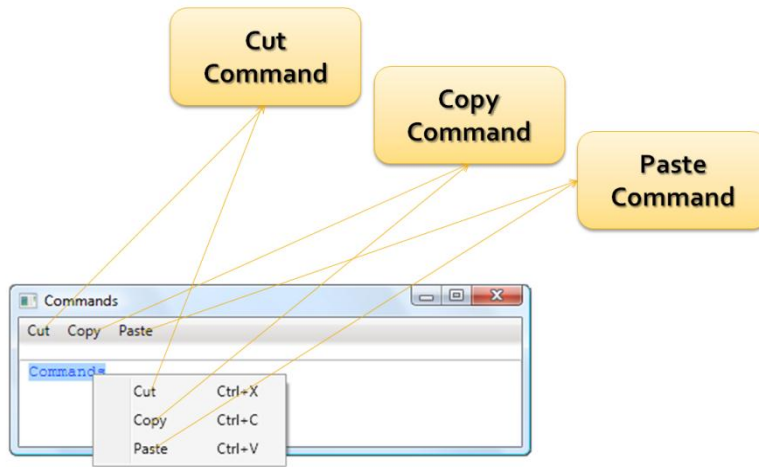 Cut
Command
Copy
Command
Paste
Command
Commands
Cut Copy Paste
Commands
Cut Ctrl+X
Copy Ctrl+C
Paste Ctrl+V